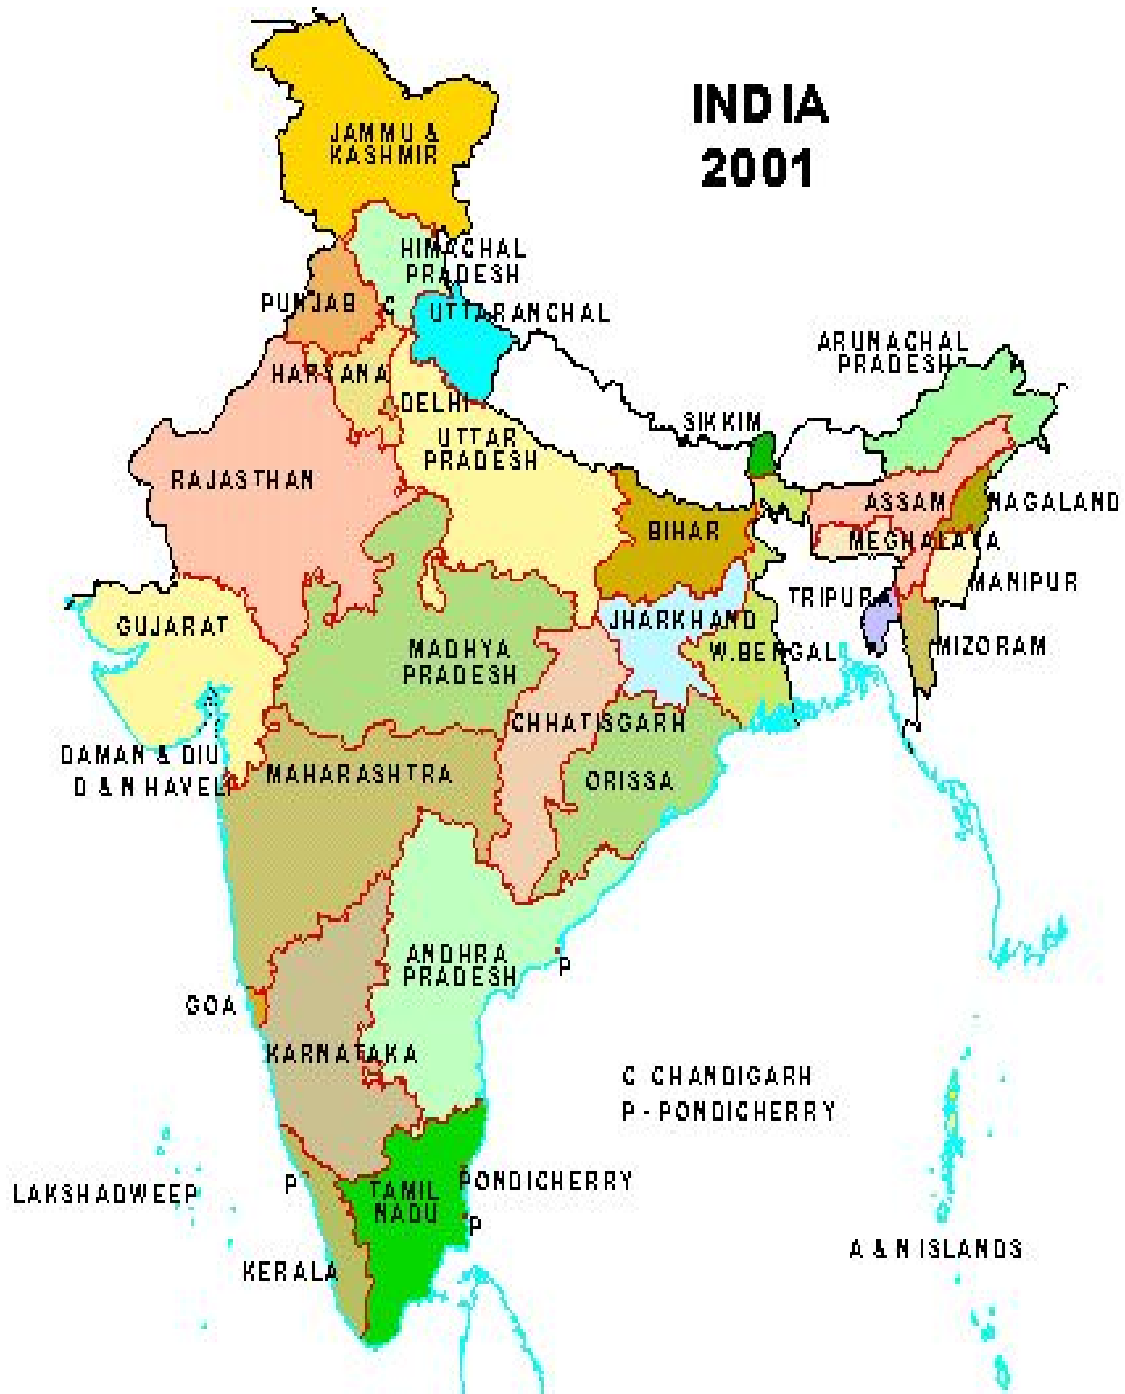 INDIA
2001
JAMMU &
KASHMIR
HIMACHAL
PRADESH
PUNJAB
C
UTTARANCHAL
ARUNACHAL
PRADESH
HARYANA
DELHI
SIKKIM
UTTAR
PRADESH
RAJASTHAN
ASSAM
NAGALAND
BIHAR
MEGHALAYA
MANIPUR
TRIPURA
GUJARAT
JHARKHAND
MADHYA
PRADESH
W.BENGAL
MIZORAM
CHHATISGARH
DAMAN & DIU
D & N HAVELI
MAHARASHTRA
ORISSA
ANDHRA
PRADESH
P
GOA
KARNATAKA
C CHANDIGARH
P - PONDICHERRY
LAKSHADWEEP
P
TAMIL
NADU
PONDICHERRY
P
A & N ISLANDS
KERALA